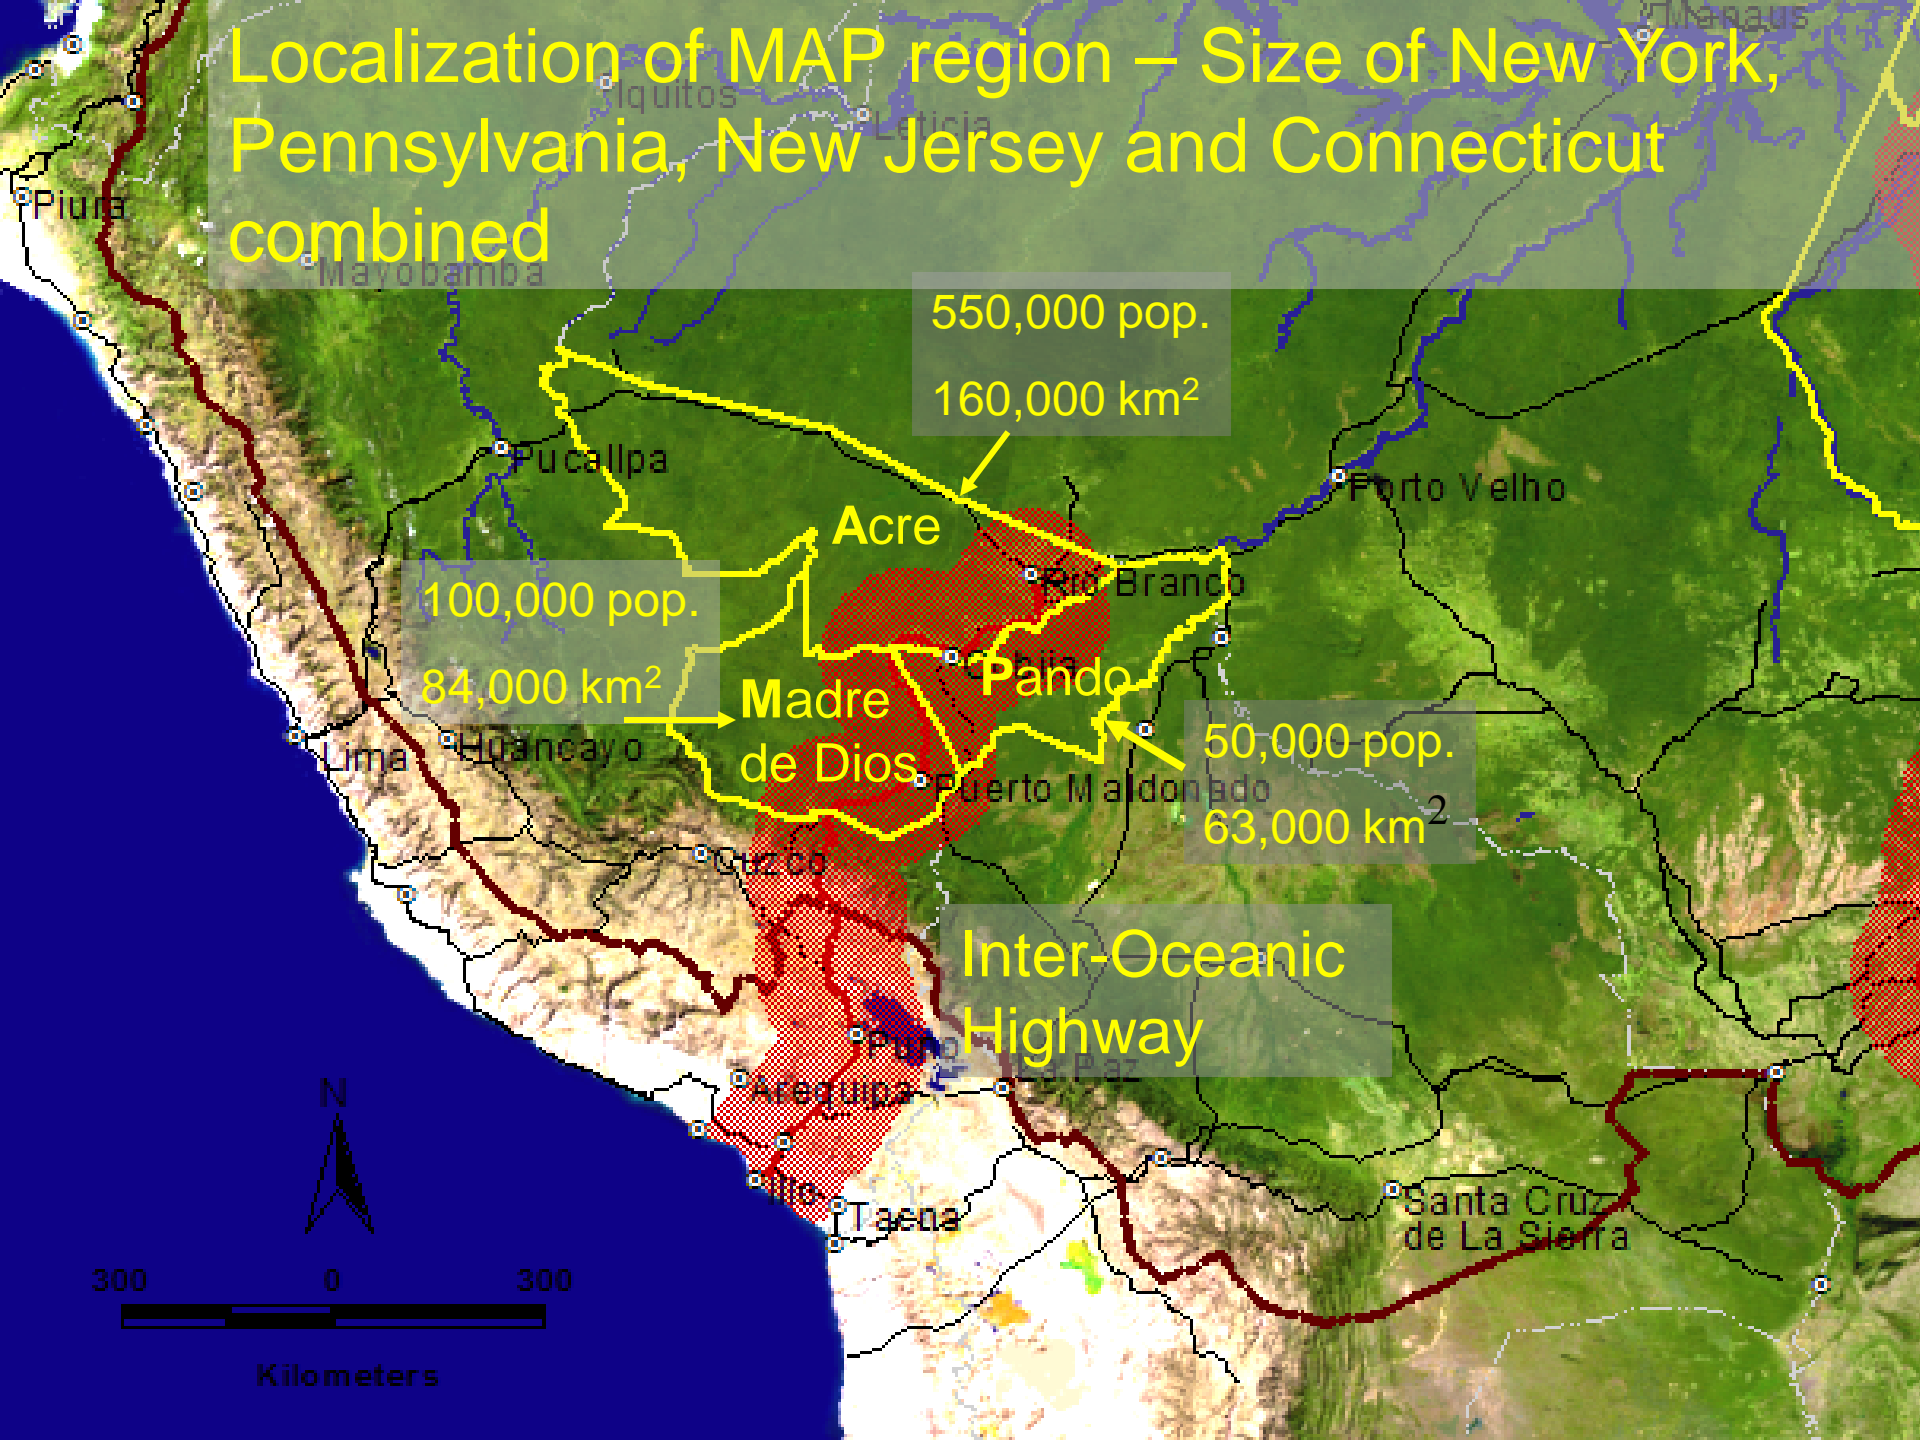 Localization of MAP region – Size of New York,
Pennsylvania, New Jersey and Connecticut
combined
Manaus
Iquitos
Leticia
Piura
Mayobamba
550,000 pop.
160,000 km²
Pucallpa
Porto Velho
Acre
Rio Branco
100,000 pop.
84,000 km²
Cobija
Pando
Madre
de Dios
50,000 pop.
63,000 km²
Lima
Huancayo
Puerto Maldonado
Cuzco
Inter-Oceanic
Highway
Puno
La Paz
Arequipa
Ilo
Tacna
Santa Cruz
de La Sierra
N
300 0 300
Kilometers